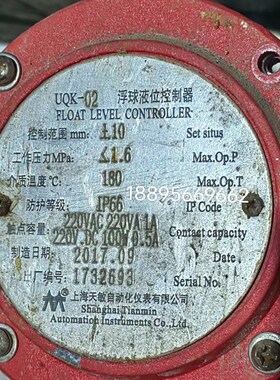 UQK-02 浮球液位控制器
FLOAT LEVEL CONTROLLER
控制范围 mm: ±10 Set situs
工作压力MPa: ≤1.6 Max.Op.P
18895669662
介质温度℃: 180 Max.Op.T
防护等级: IP66 IP Code
触点容量: 220VAC 220VA 1A
220V.DC 100W 0.5A Contact capacity
制造日期: 2017.09 Date.
出厂编号: 1732693 Serial No.
上海天敏自动化仪表有限公司
Shanghai Tianmin
Automation Instruments Co.,Ltd.